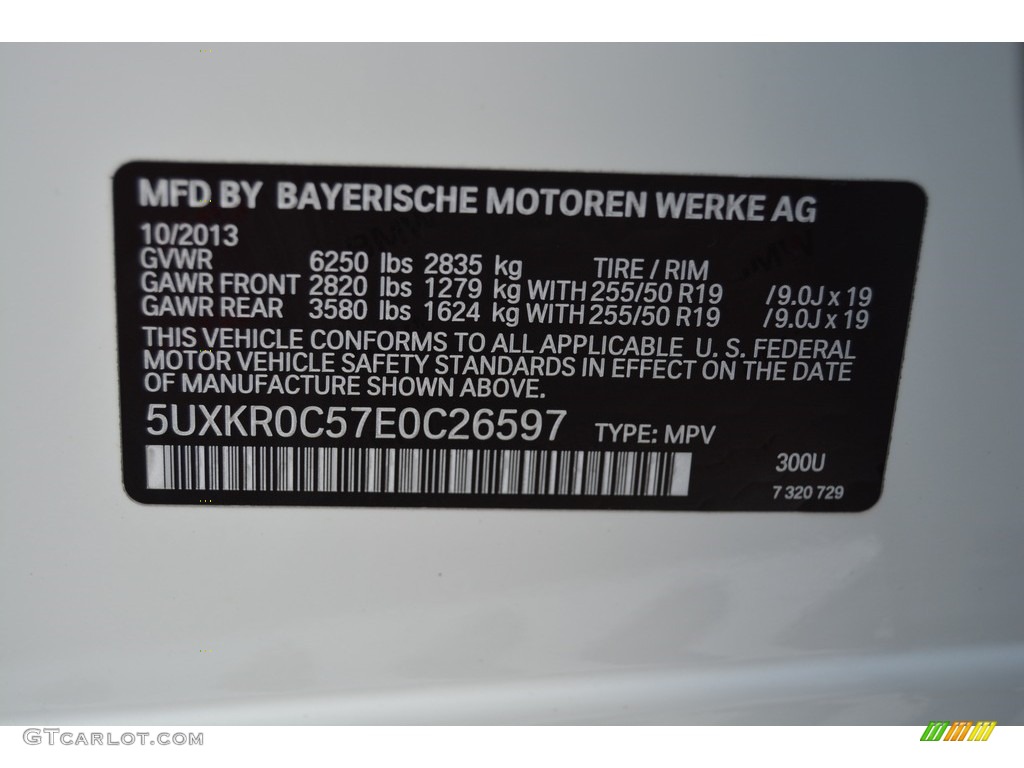 MFD BY BAYERISCHE MOTOREN WERKE AG
10/2013
GVWR 6250 lbs 2835 kg TIRE / RIM
GAWR FRONT 2820 lbs 1279 kg WITH 255/50 R19 /9.0J x 19
GAWR REAR 3580 lbs 1624 kg WITH 255/50 R19 /9.0J x 19
THIS VEHICLE CONFORMS TO ALL APPLICABLE U. S. FEDERAL
MOTOR VEHICLE SAFETY STANDARDS IN EFFECT ON THE DATE
OF MANUFACTURE SHOWN ABOVE.
5UXKR0C57E0C26597 TYPE: MPV
300U
7 320 729
GTCARLOT.COM